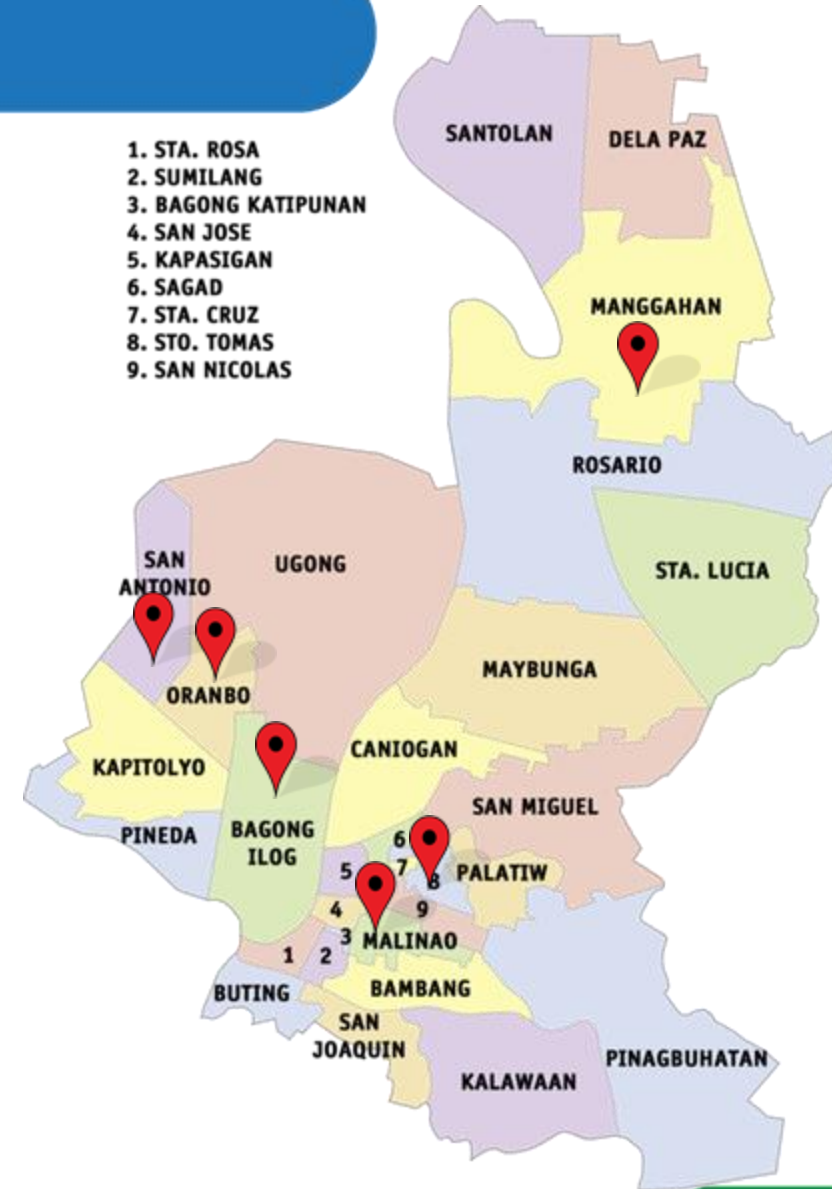 1. STA. ROSA
2. SUMILANG
3. BAGONG KATIPUNAN
4. SAN JOSE
5. KAPASIGAN
6. SAGAD
7. STA. CRUZ
8. STO. TOMAS
9. SAN NICOLAS
SANTOLAN
DELA PAZ
MANGGAHAN
ROSARIO
SAN
ANTONIO
UGONG
STA. LUCIA
MAYBUNGA
ORANBO
CANIOGAN
KAPITOLYO
SAN MIGUEL
PINEDA
BAGONG
ILOG
6
7
5
PALATIW
8
4
9
3
MALINAO
1
2
BUTING
BAMBANG
SAN
JOAQUIN
PINAGBUHATAN
KALAWAAN